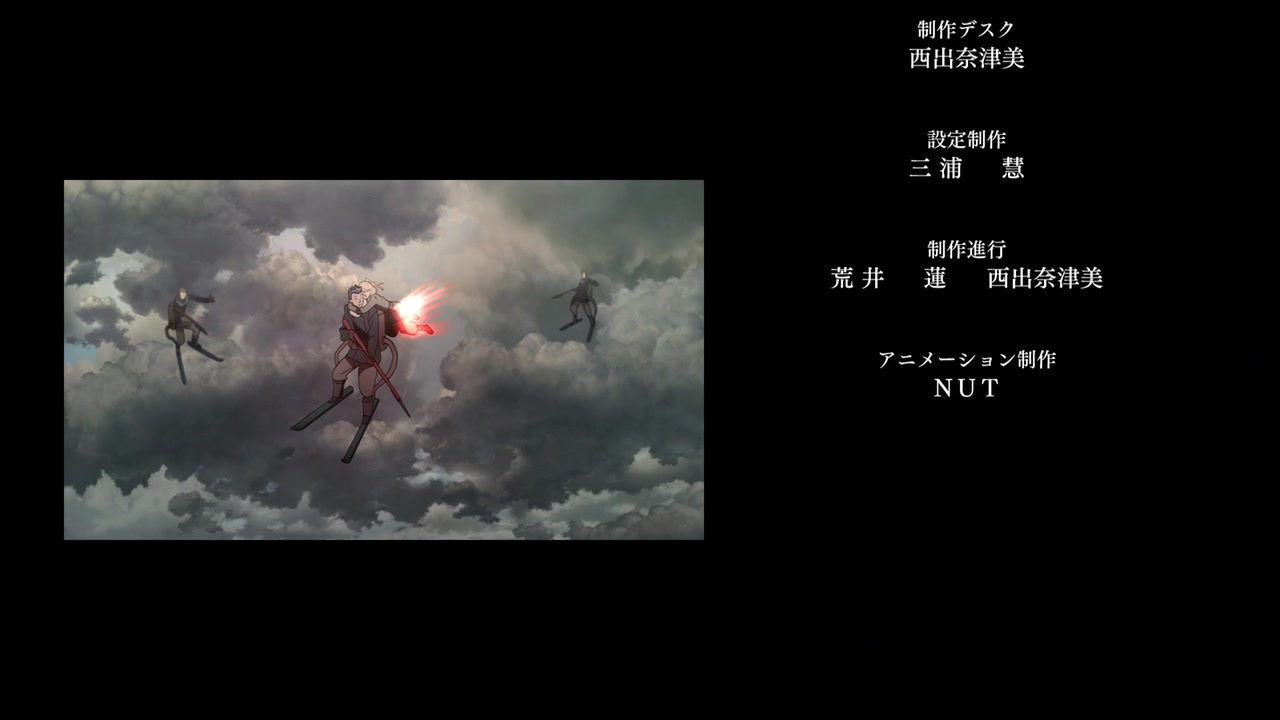 制作デスク
西出奈津美
設定制作
三浦 慧
制作進行
荒井 蓮 西出奈津美
アニメーション制作
NUT